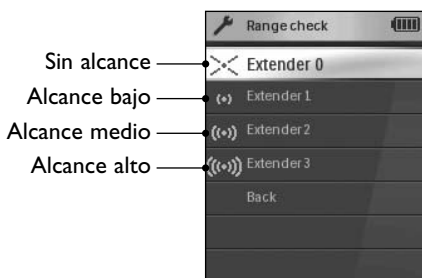 Range check
Sin alcance
Extender 0
Alcance bajo
Extender 1
Alcance medio
Extender 2
Alcance alto
Extender 3
Back